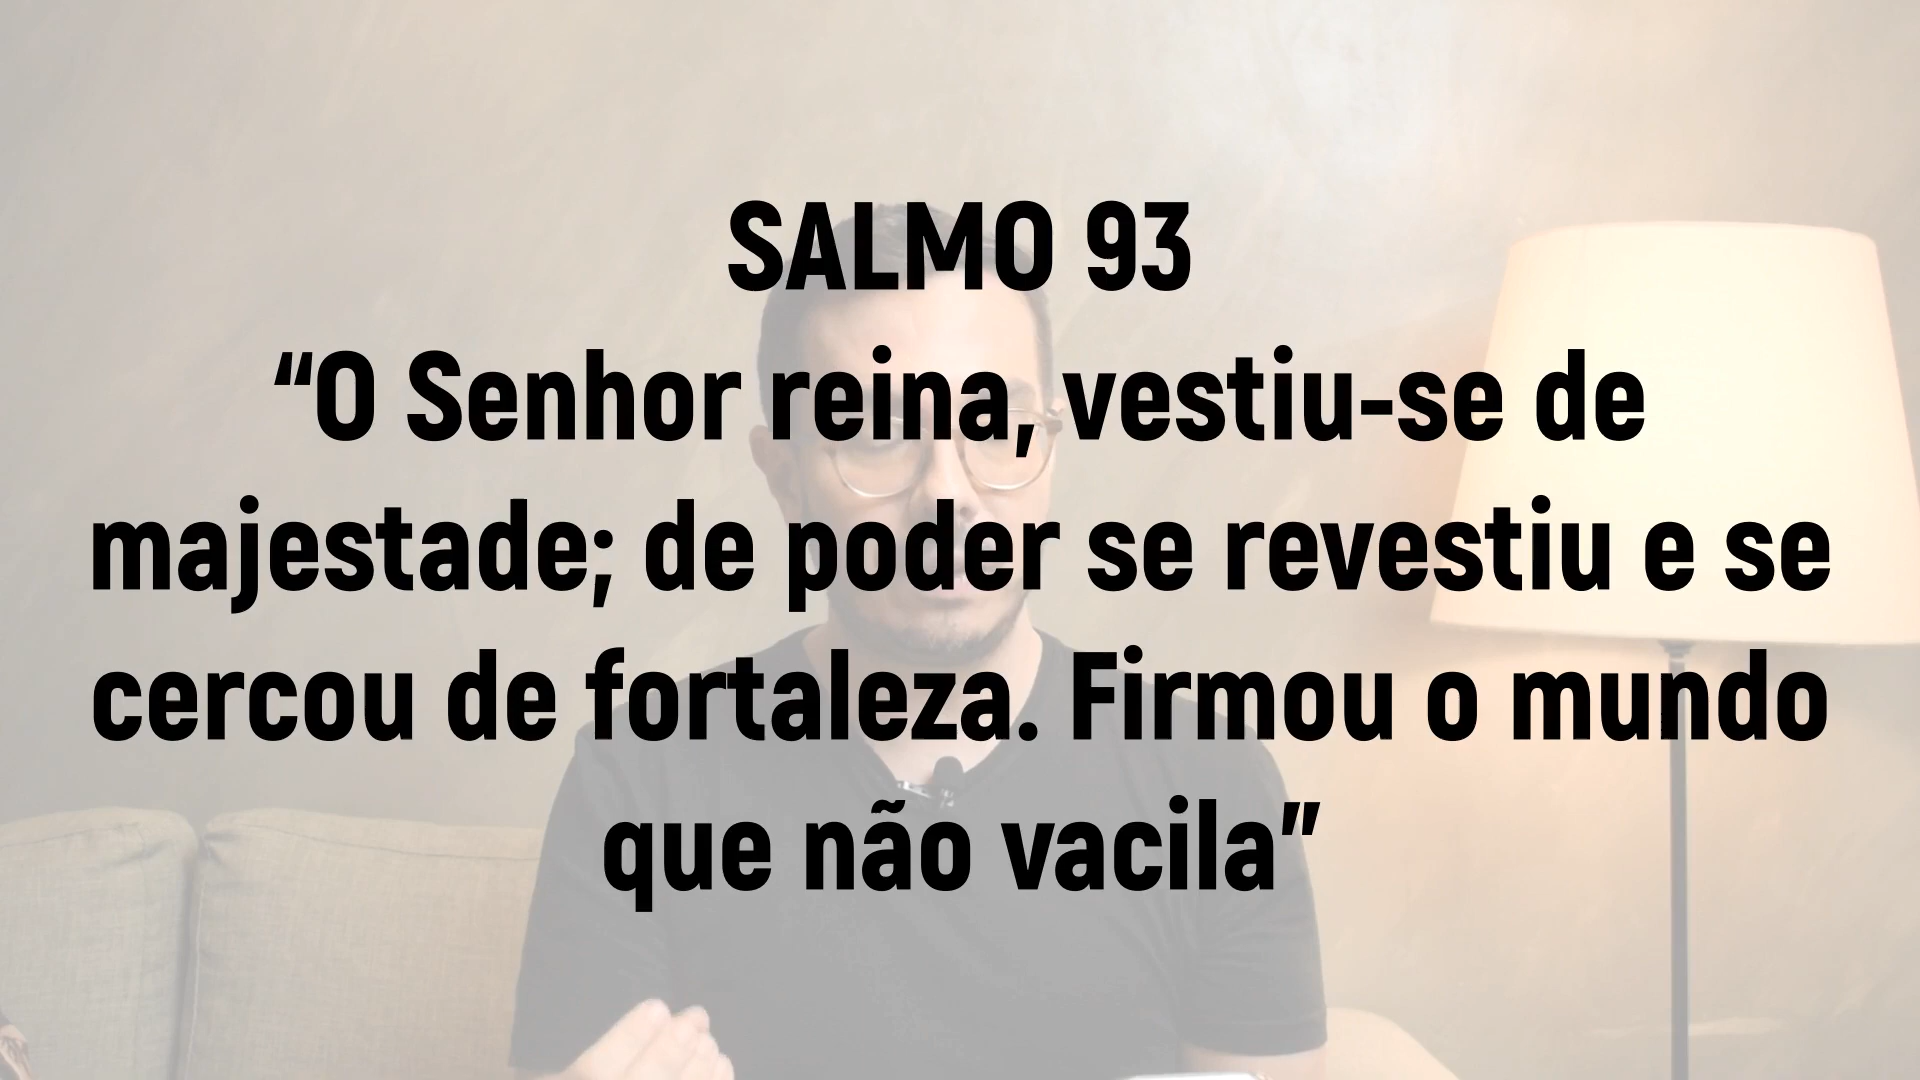 SALMO 93
“O Senhor reina, vestiu-se de
majestade; de poder se revestiu e se
cercou de fortaleza. Firmou o mundo
que não vacila”